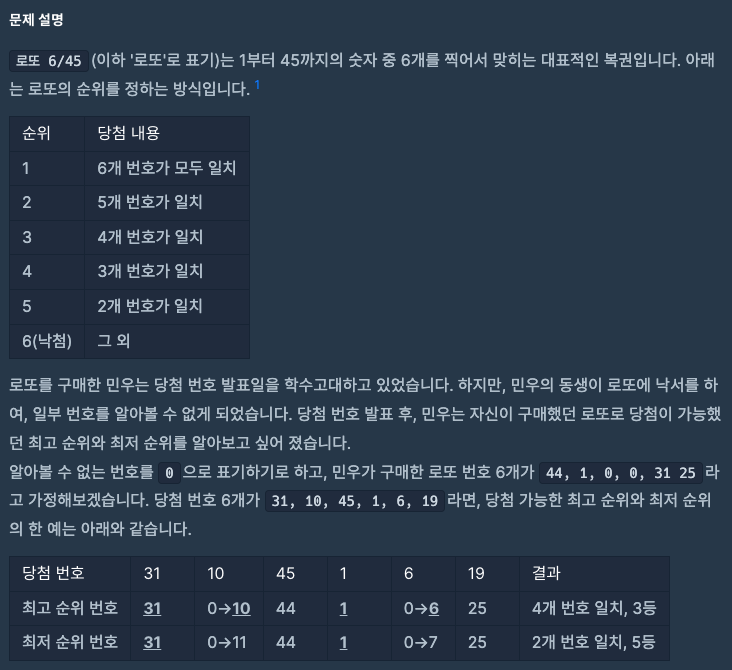 문제 설명
로또 6/45 (이하 '로또'로 표기)는 1부터 45까지의 숫자 중 6개를 찍어서 맞히는 대표적인 복권입니다. 아래
는 로또의 순위를 정하는 방식입니다. 1
순위 당첨 내용
1 6개 번호가 모두 일치
2 5개 번호가 일치
3 4개 번호가 일치
4 3개 번호가 일치
5 2개 번호가 일치
6(낙첨) 그 외
로또를 구매한 민우는 당첨 번호 발표일을 학수고대하고 있었습니다. 하지만, 민우의 동생이 로또에 낙서를 하
여, 일부 번호를 알아볼 수 없게 되었습니다. 당첨 번호 발표 후, 민우는 자신이 구매했던 로또로 당첨이 가능했
던 최고 순위와 최저 순위를 알아보고 싶어 졌습니다.
알아볼 수 없는 번호를 0 으로 표기하기로 하고, 민우가 구매한 로또 번호 6개가 44, 1, 0, 0, 31 25 라
고 가정해보겠습니다. 당첨 번호 6개가 31, 10, 45, 1, 6, 19 라면, 당첨 가능한 최고 순위와 최저 순위
의 한 예는 아래와 같습니다.
당첨 번호 31 10 45 1 6 19 결과
최고 순위 번호 31 0→10 44 1 0→6 25 4개 번호 일치, 3등
최저 순위 번호 31 0→11 44 1 0→7 25 2개 번호 일치, 5등